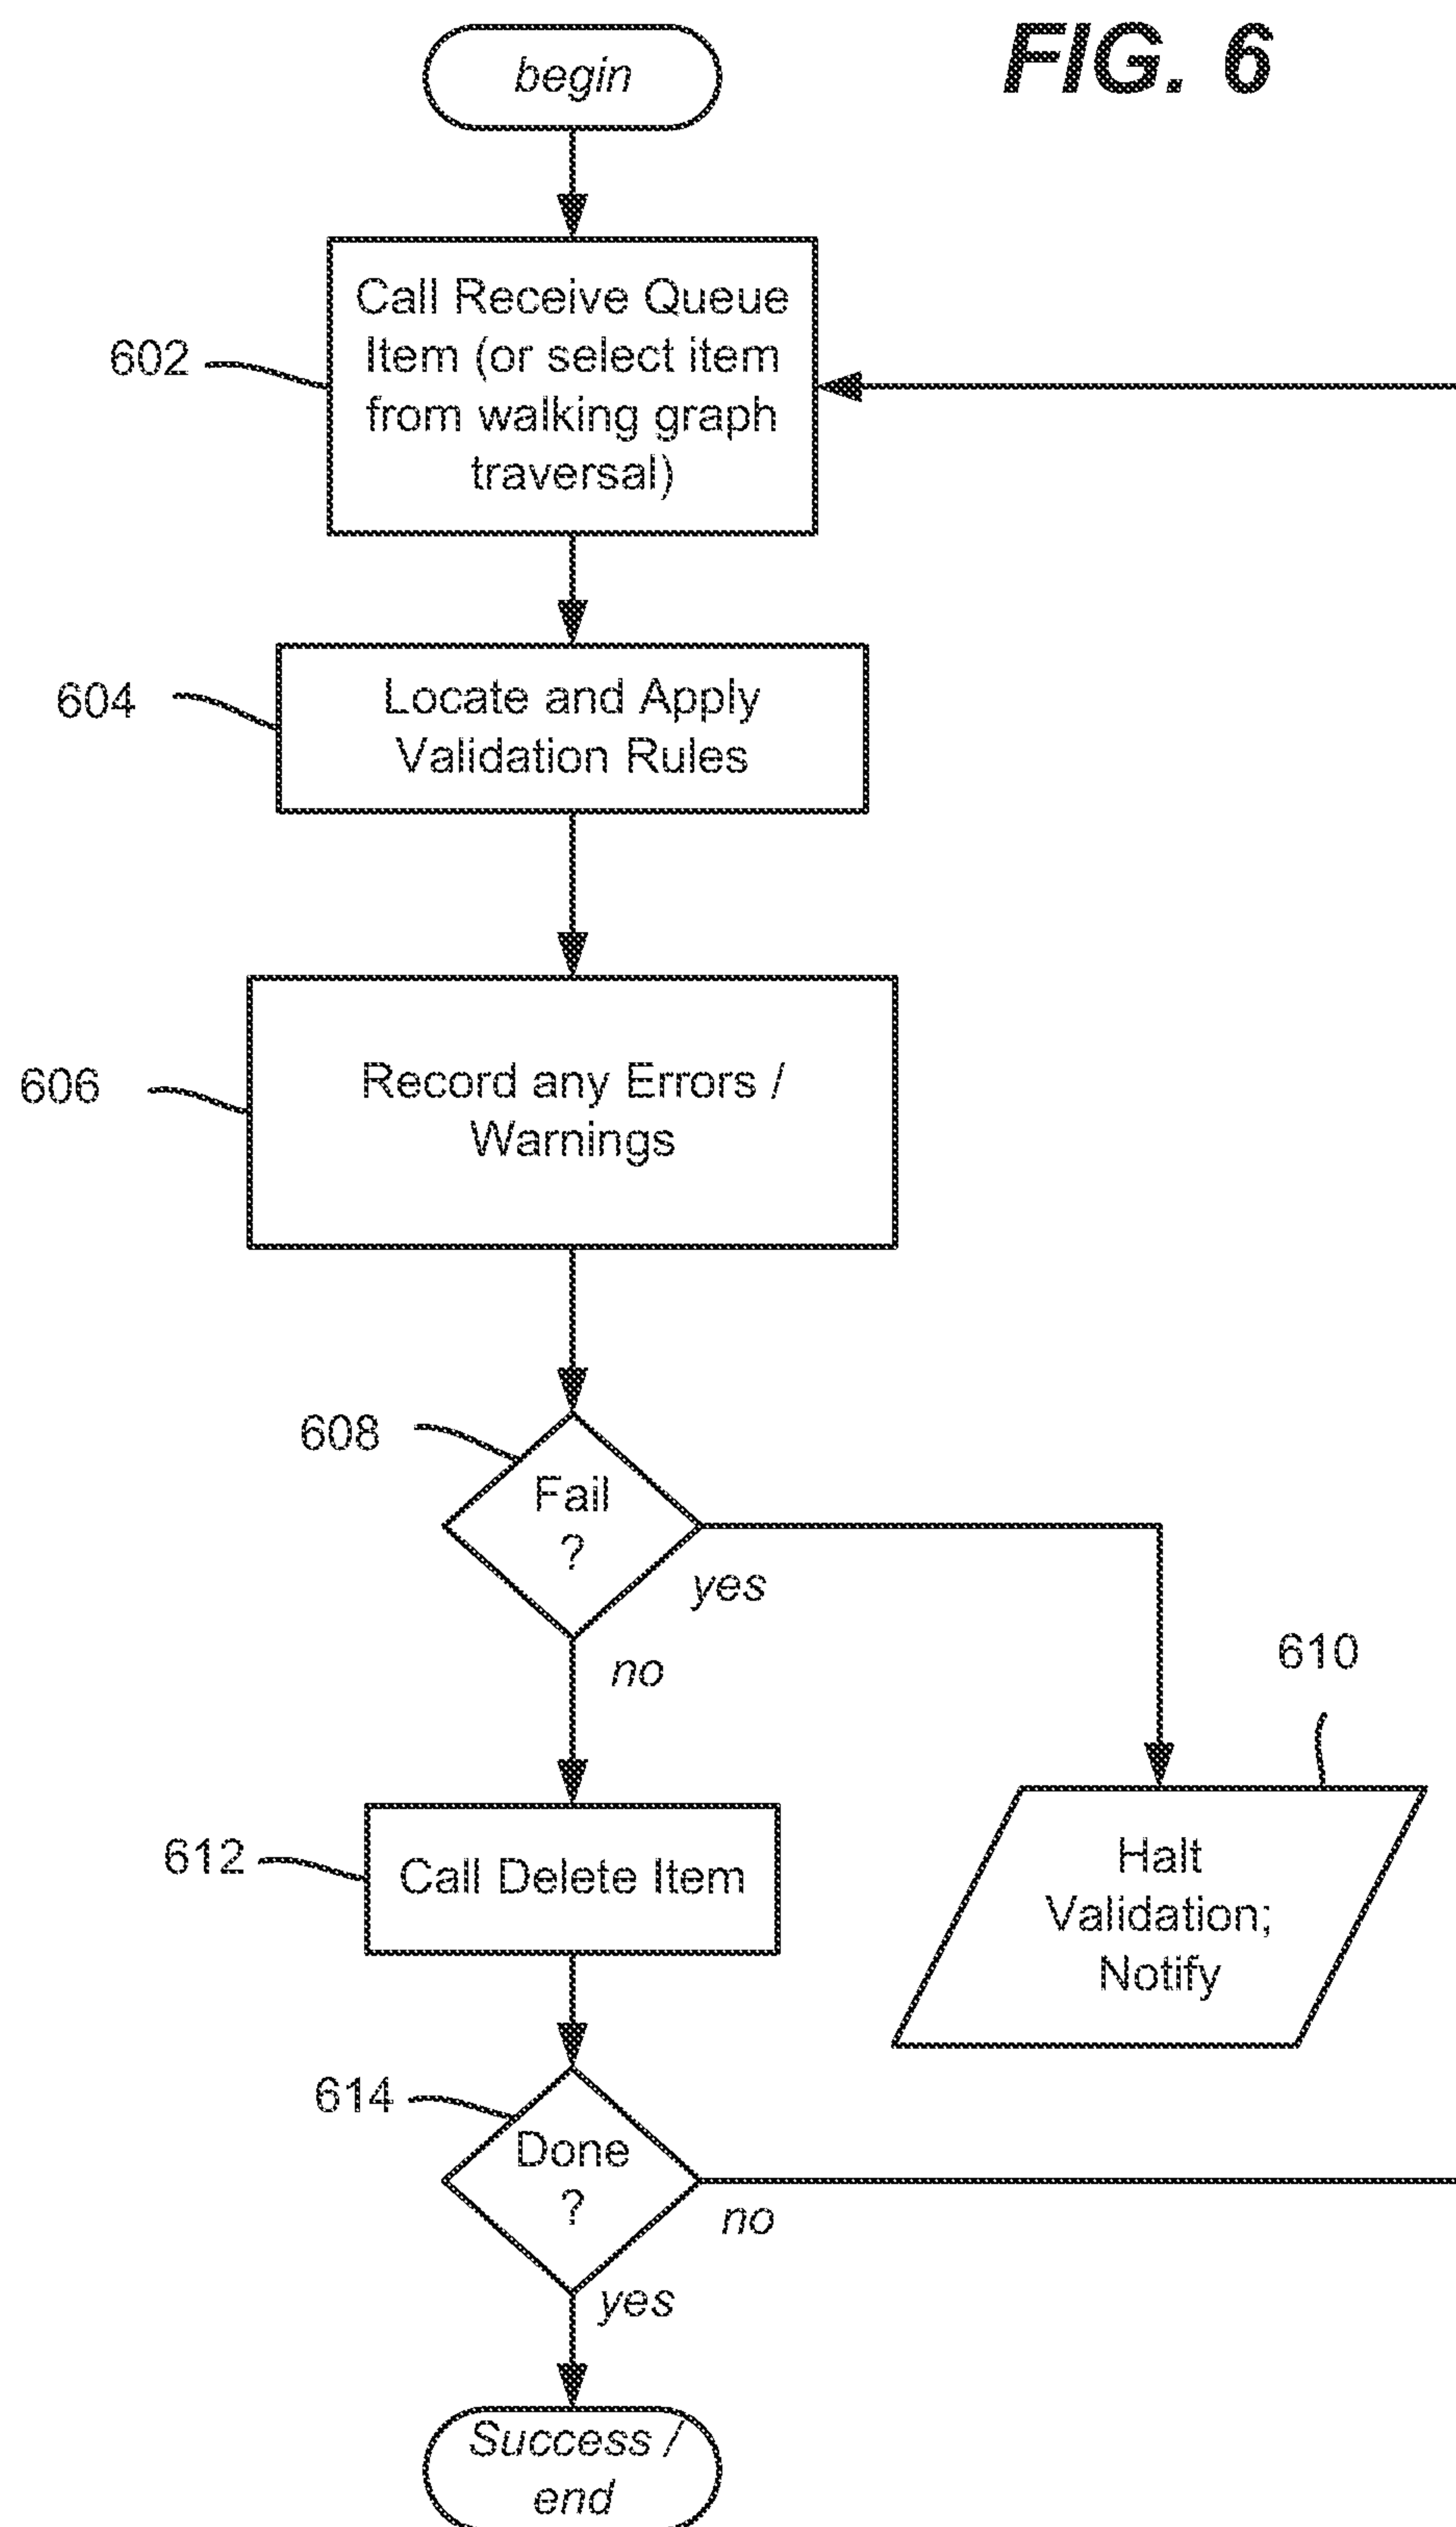 FIG. 6
begin
602
Call Receive Queue
Item (or select item
from walking graph
traversal)
604
Locate and Apply
Validation Rules
606
Record any Errors /
Warnings
608
Fail
?
yes
no
610
Halt
Validation;
Notify
612
Call Delete Item
614
Done
?
no
yes
Success /
end